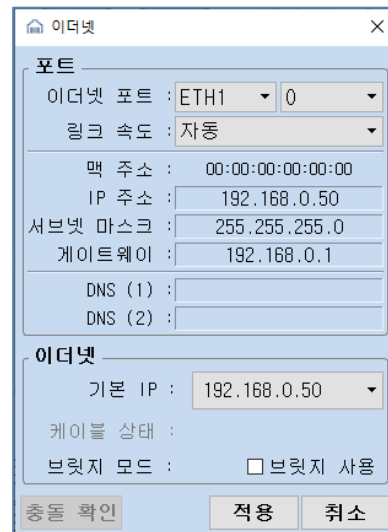 이더넷
포트
이더넷 포트 : ETH1 0
링크 속도 : 자동
맥 주소 : 00:00:00:00:00:00
IP 주소 : 192.168.0.50
서브넷 마스크 : 255.255.255.0
게이트웨이 : 192.168.0.1
DNS (1) :
DNS (2) :
이더넷
기본 IP : 192.168.0.50
케이블 상태 :
브릿지 모드 : 브릿지 사용
충돌 확인 적용 취소